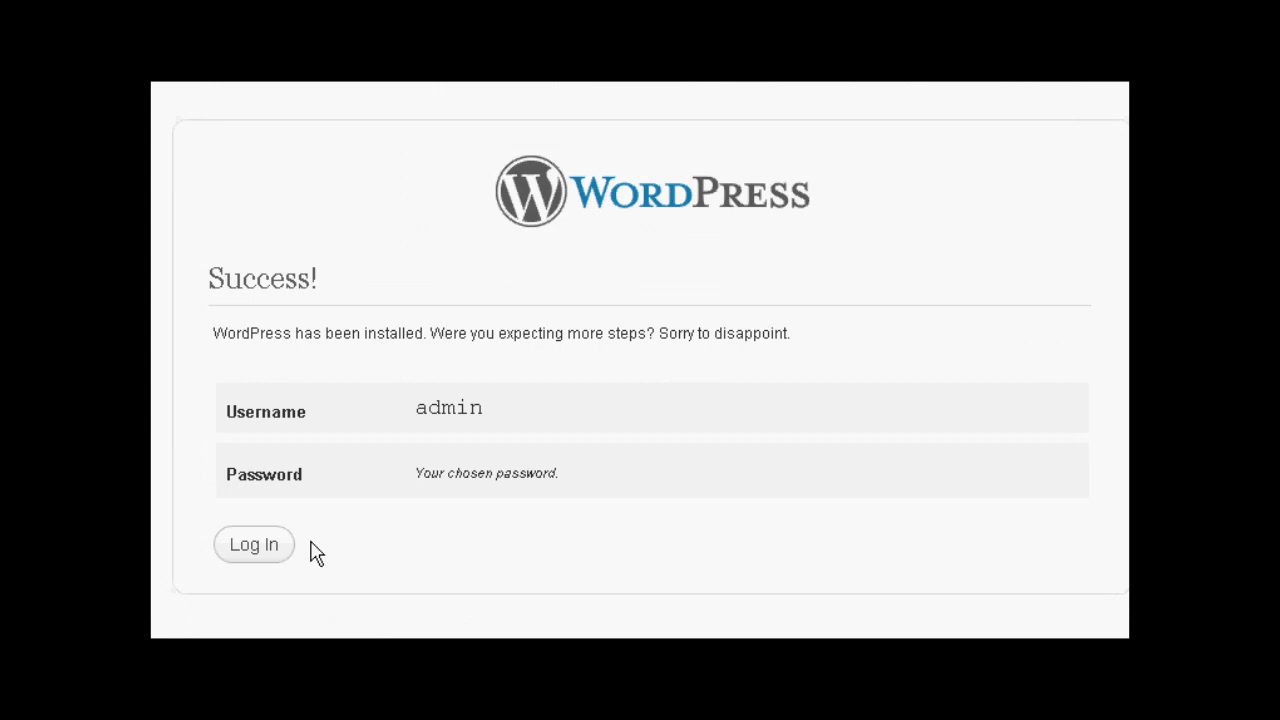 WORDPRESS
Success!
WordPress has been installed. Were you expecting more steps? Sorry to disappoint.
Username admin
Password Your chosen password.
Log In